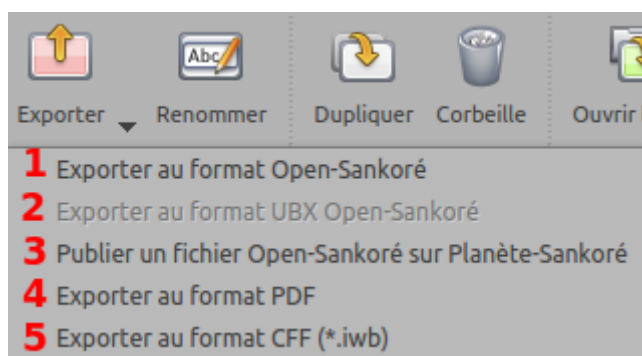 Abc
Exporter Renommer Dupliquer Corbeille Ouvrir
1 Exporter au format Open-Sankoré
2 Exporter au format UBX Open-Sankoré
3 Publier un fichier Open-Sankoré sur Planète-Sankoré
4 Exporter au format PDF
5 Exporter au format CFF (*.iwb)